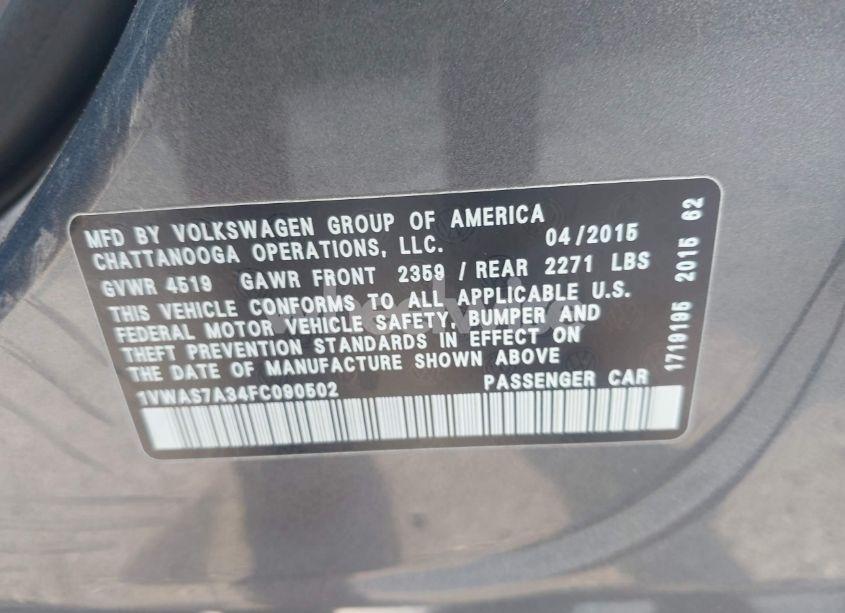 MFD BY VOLKSWAGEN GROUP OF AMERICA
CHATTANOOGA OPERATIONS, LLC. 04/2015
GVWR 4519 GAWR FRONT 2359 / REAR 2271 LBS
THIS VEHICLE CONFORMS TO ALL APPLICABLE U.S.
FEDERAL MOTOR VEHICLE SAFETY, BUMPER AND
THEFT PREVENTION STANDARDS IN EFFECT ON
THE DATE OF MANUFACTURE SHOWN ABOVE
1VWAS7A34FC090502 PASSENGER CAR
1719195 2015 62